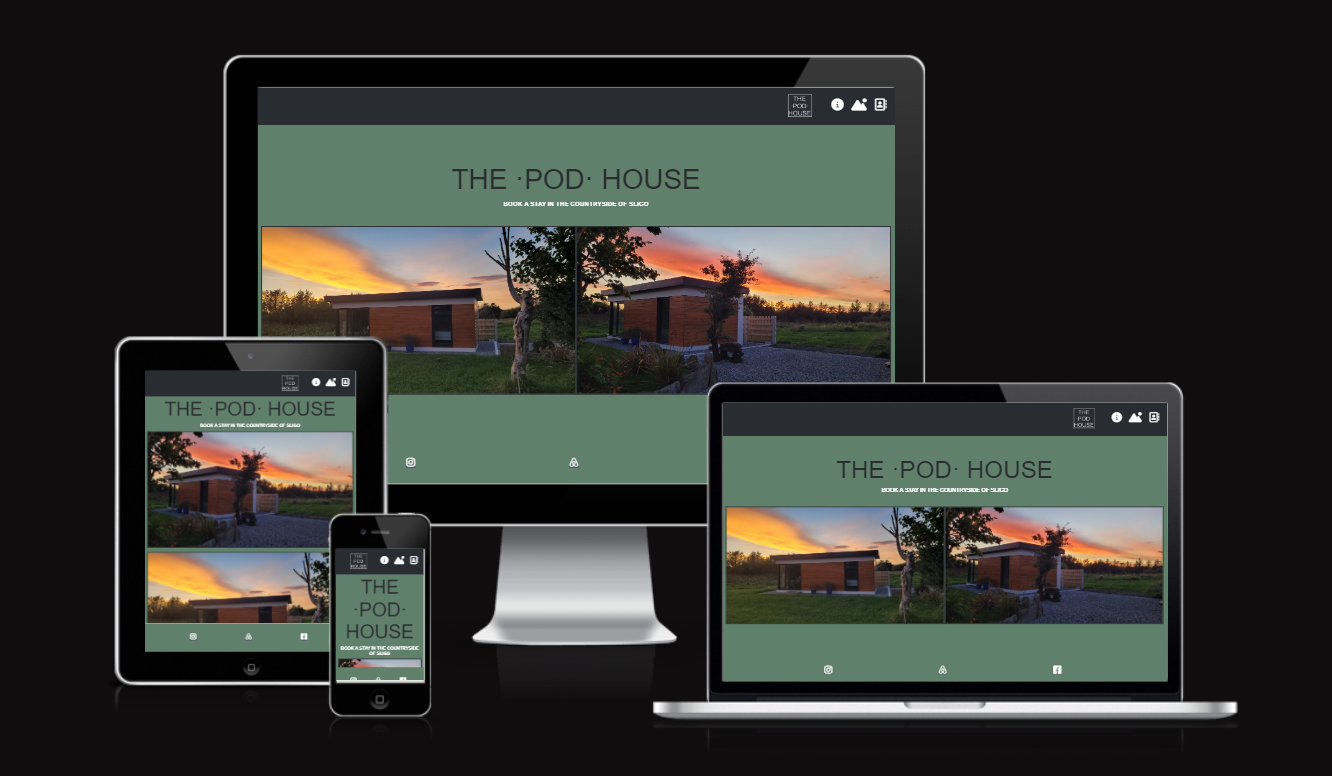 THE
POD
HOUSE
THE ·POD· HOUSE
BOOK A STAY IN THE COUNTRYSIDE OF SLIGO
THE
POD
HOUSE
THE ·POD· HOUSE
BOOK A STAY IN THE COUNTRYSIDE OF SLIGO
THE
POD
HOUSE
THE
·POD·
HOUSE
BOOK A STAY IN THE COUNTRYSIDE
OF SLIGO
THE
POD
HOUSE
THE ·POD· HOUSE
BOOK A STAY IN THE COUNTRYSIDE OF SLIGO